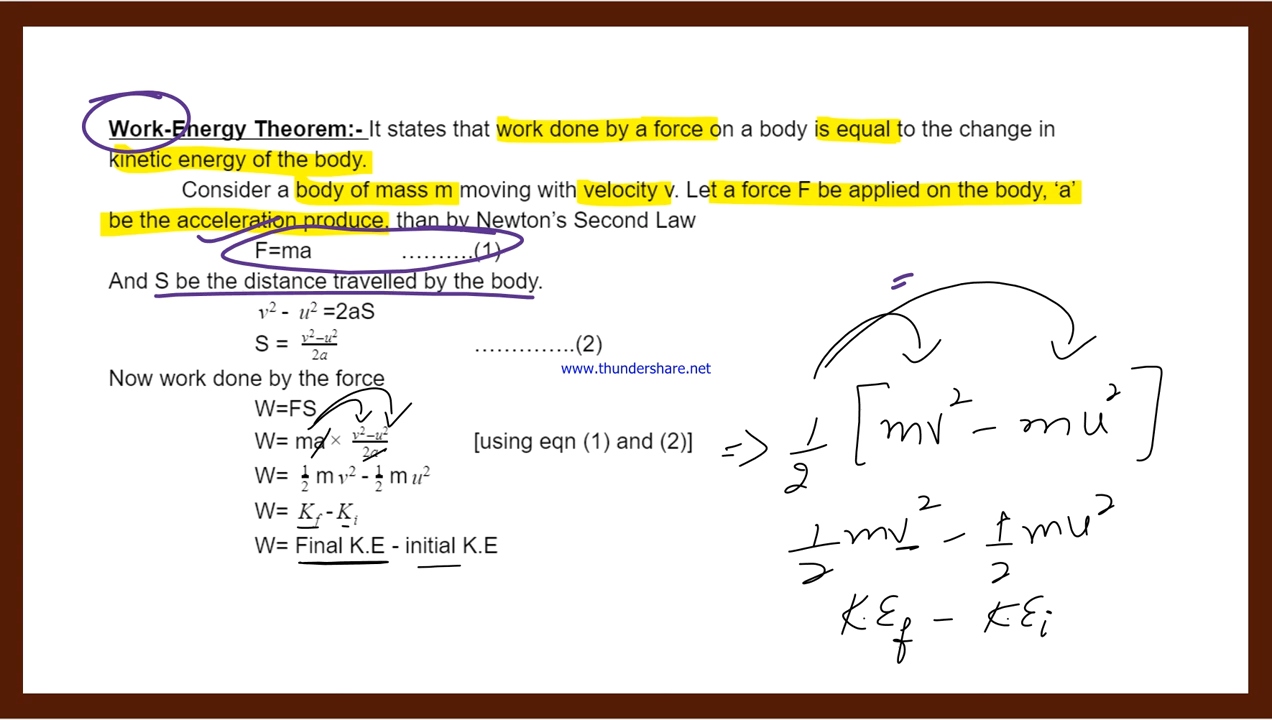 Work-Energy Theorem:- It states that work done by a force on a body is equal to the change in
kinetic energy of the body.
Consider a body of mass m moving with velocity v. Let a force F be applied on the body, ‘a’
be the acceleration produce, than by Newton’s Second Law
F=ma ……….(1)
And S be the distance travelled by the body.
v² - u² =2aS
S = v²−u²/2a …………..(2)
www.thundershare.net
Now work done by the force
W=FS
W= ma × v²−u²/2a [using eqn (1) and (2)]
W= 1/2 m v² - 1/2 m u²
W= K_f - K_i
W= Final K.E - initial K.E
=
=> 1/2 [mv² - mu²]
1/2 mv² - 1/2 mu²
K.E_f - K.E_i